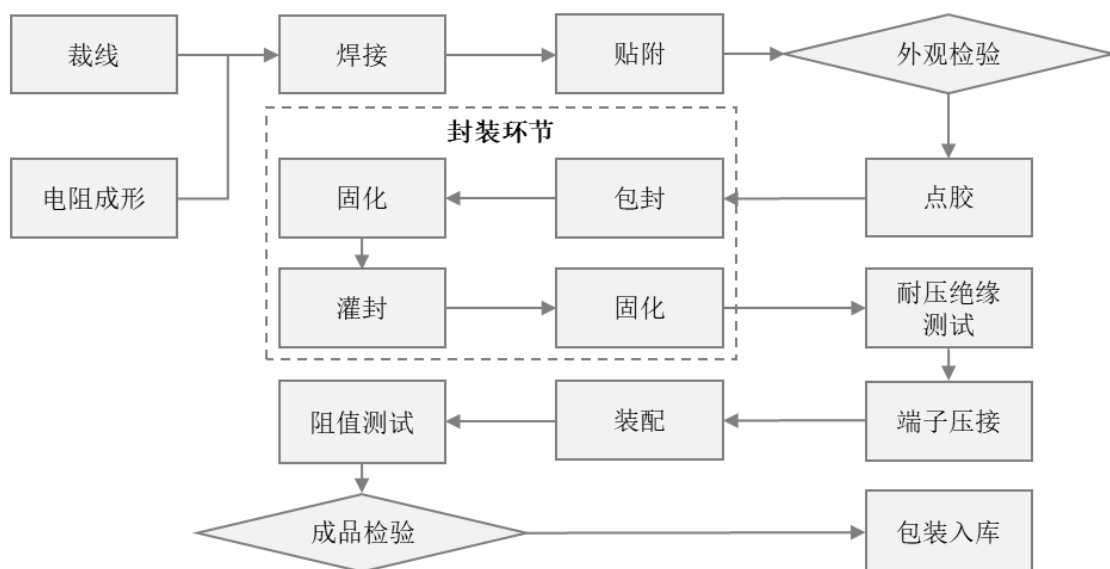 裁线
焊接
贴附
外观检验
封装环节
电阻成形
固化
包封
点胶
灌封
固化
耐压绝缘
测试
阻值测试
装配
端子压接
成品检验
包装入库